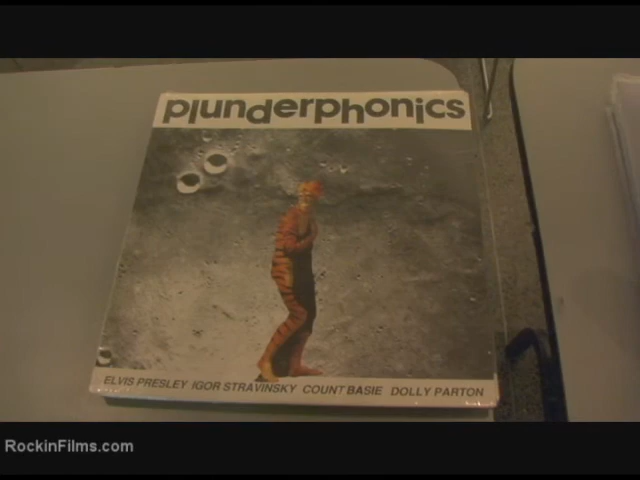 plunderphonics
ELVIS PRESLEY IGOR STRAVINSKY COUNT BASIE DOLLY PARTON
RockinFilms.com